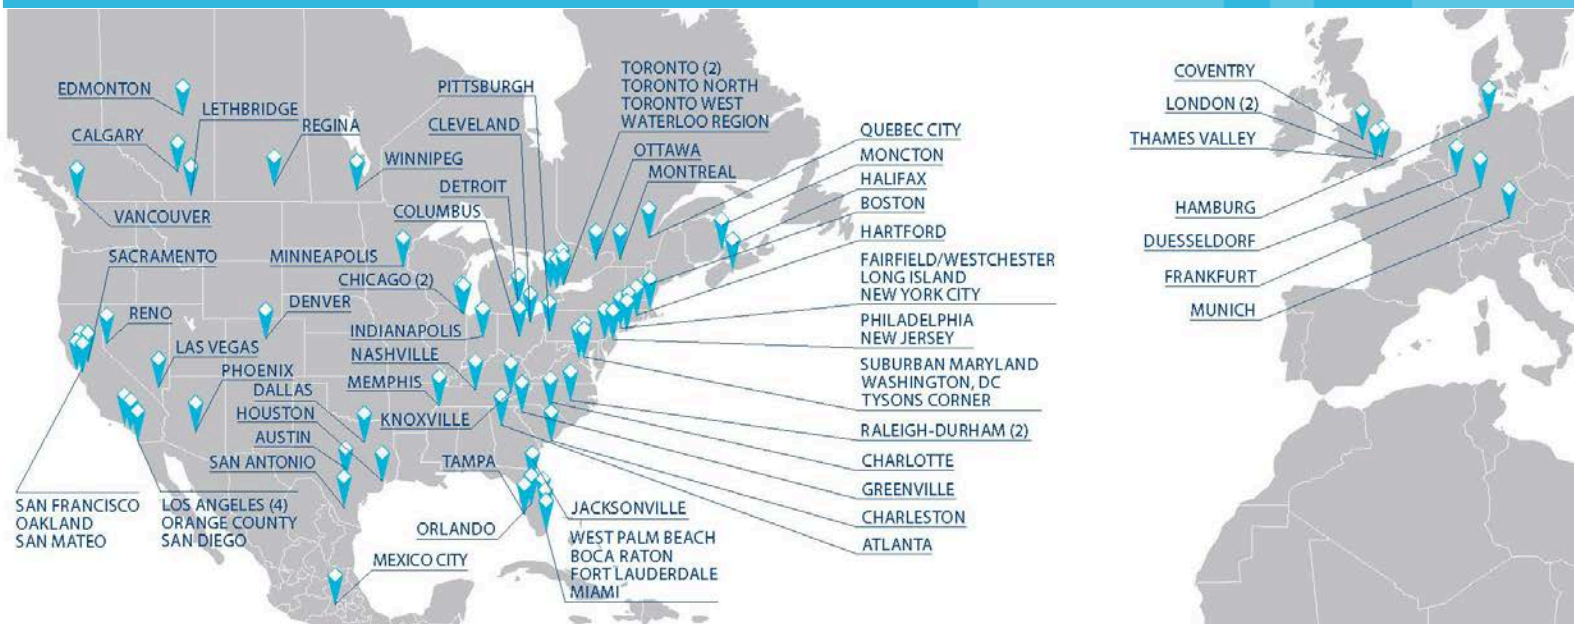 EDMONTON
LETHBRIDGE
CALGARY
REGINA
WINNIPEG
VANCOUVER
PITTSBURGH
CLEVELAND
DETROIT
COLUMBUS
TORONTO (2)
TORONTO NORTH
TORONTO WEST
WATERLOO REGION
OTTAWA
MONTREAL
QUEBEC CITY
MONCTON
HALIFAX
BOSTON
HARTFORD
FAIRFIELD/WESTCHESTER
LONG ISLAND
NEW YORK CITY
PHILADELPHIA
NEW JERSEY
SUBURBAN MARYLAND
WASHINGTON, DC
TYSONS CORNER
RALEIGH-DURHAM (2)
CHARLOTTE
GREENVILLE
CHARLESTON
ATLANTA
SACRAMENTO
MINNEAPOLIS
CHICAGO (2)
DENVER
RENO
INDIANAPOLIS
LAS VEGAS
NASHVILLE
PHOENIX
MEMPHIS
DALLAS
HOUSTON
KNOXVILLE
AUSTIN
SAN ANTONIO
TAMPA
SAN FRANCISCO
OAKLAND
SAN MATEO
LOS ANGELES (4)
ORANGE COUNTY
SAN DIEGO
ORLANDO
JACKSONVILLE
WEST PALM BEACH
BOCA RATON
FORT LAUDERDALE
MIAMI
MEXICO CITY
COVENTRY
LONDON (2)
THAMES VALLEY
HAMBURG
DUESSELDORF
FRANKFURT
MUNICH